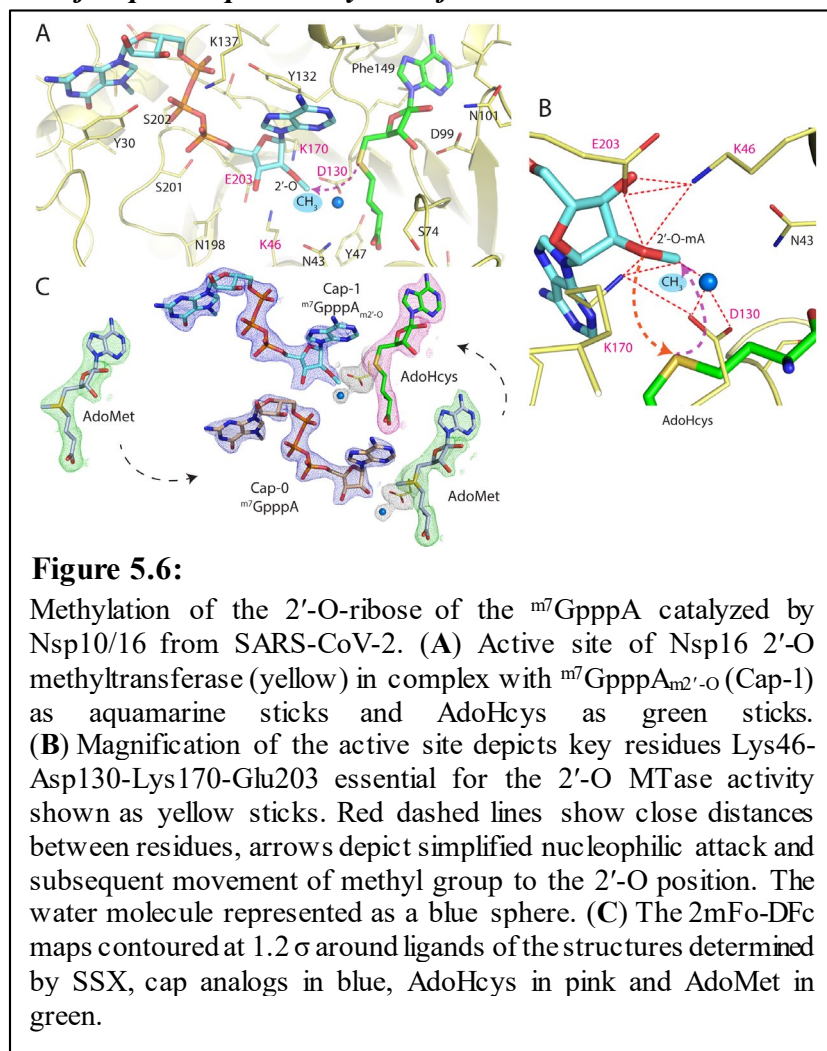 A
K137
Phe149
Y132
S202
N101
Y30
K170
D99
S201
E203
2′-O
D130
CH3
S74
N198
K46
N43
Y47
B
E203
K46
2′-O-mA
N43
CH3
D130
K170
AdoHcys
C
Cap-1
m7GpppAm2′-O
AdoHcys
AdoMet
Cap-0
m7GpppA
AdoMet
Figure 5.6:
Methylation of the 2′-O-ribose of the m7GpppA catalyzed by
Nsp10/16 from SARS-CoV-2. (A) Active site of Nsp16 2′-O
methyltransferase (yellow) in complex with m7GpppAm2′-O (Cap-1)
as aquamarine sticks and AdoHcys as green sticks.
(B) Magnification of the active site depicts key residues Lys46-
Asp130-Lys170-Glu203 essential for the 2′-O MTase activity
shown as yellow sticks. Red dashed lines show close distances
between residues, arrows depict simplified nucleophilic attack and
subsequent movement of methyl group to the 2′-O position. The
water molecule represented as a blue sphere. (C) The 2mFo-DFc
maps contoured at 1.2 σ around ligands of the structures determined
by SSX, cap analogs in blue, AdoHcys in pink and AdoMet in
green.